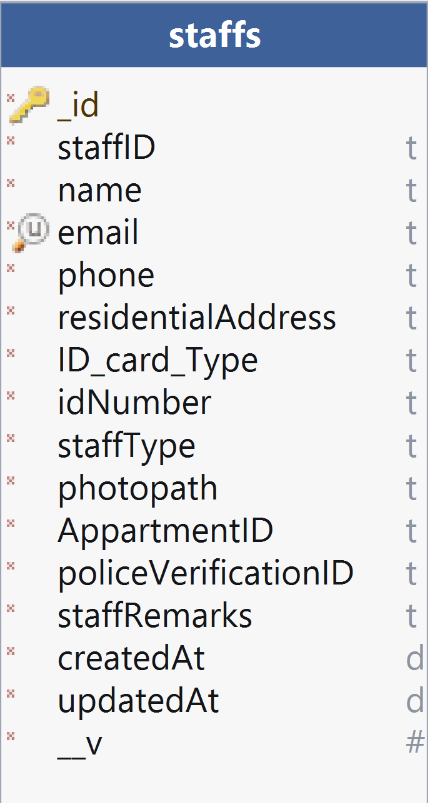 staffs
_id
staffID t
name t
u email t
phone t
residentialAddress t
ID_card_Type t
idNumber t
staffType t
photopath t
AppartmentID t
policeVerificationID t
staffRemarks t
createdAt d
updatedAt d
__v #